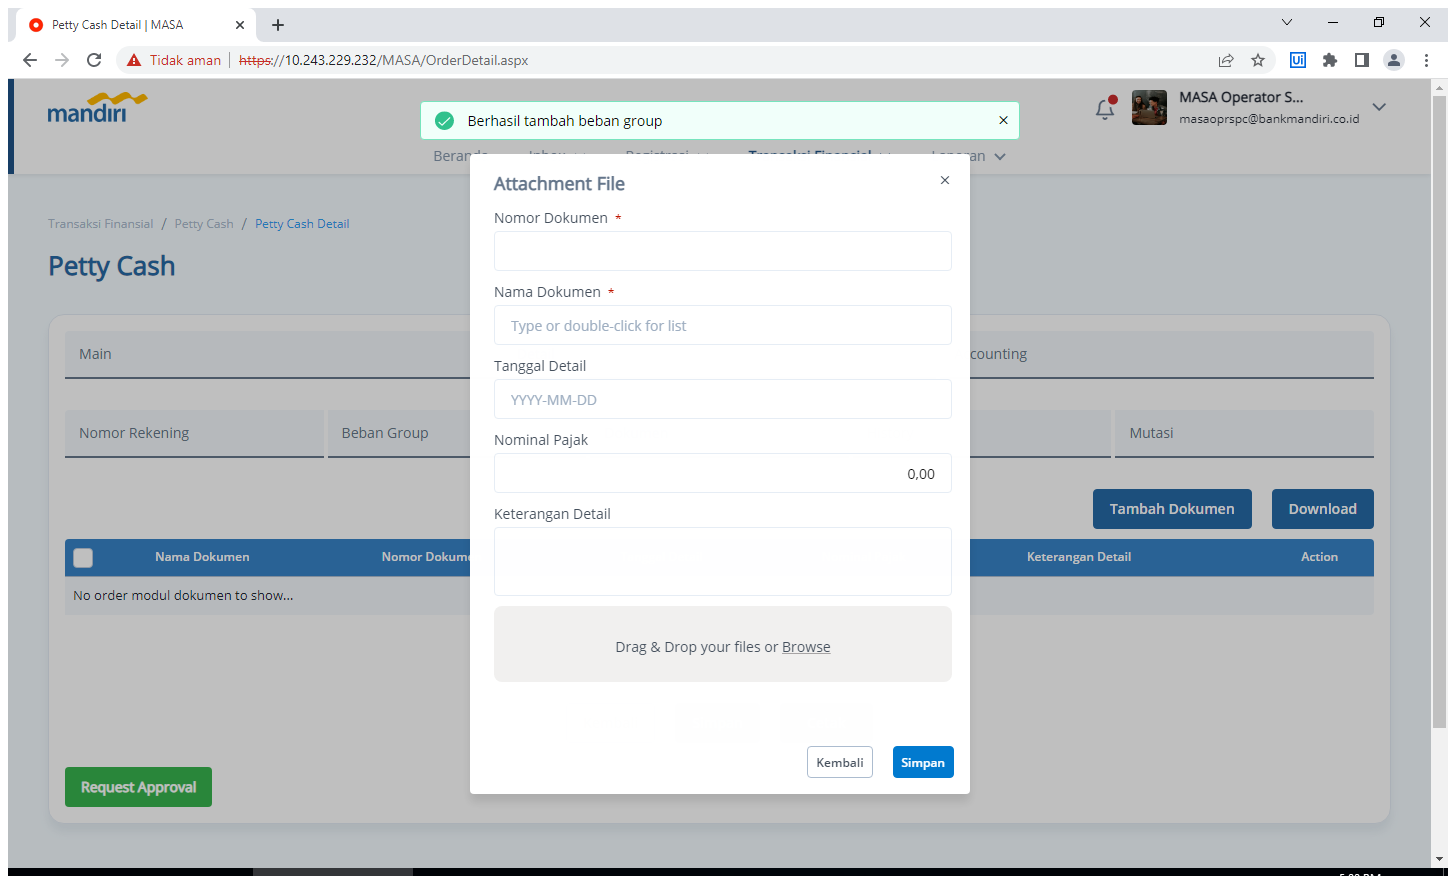 Petty Cash Detail | MASA
Tidak aman | https://10.243.229.232/MASA/OrderDetail.aspx
mandiri
Berhasil tambah beban group
MASA Operator S...
masaoprspc@bankmandiri.co.id
Transaksi Finansial / Petty Cash / Petty Cash Detail
Petty Cash
Main
Nomor Rekening
Beban Group
Mutasi
Tambah Dokumen
Download
Nama Dokumen
Keterangan Detail
Action
No order modul dokumen to show...
Request Approval
Attachment File
Nomor Dokumen *
Nama Dokumen *
Type or double-click for list
Tanggal Detail
YYYY-MM-DD
Nominal Pajak
0,00
Keterangan Detail
Drag & Drop your files or Browse
Kembali
Simpan